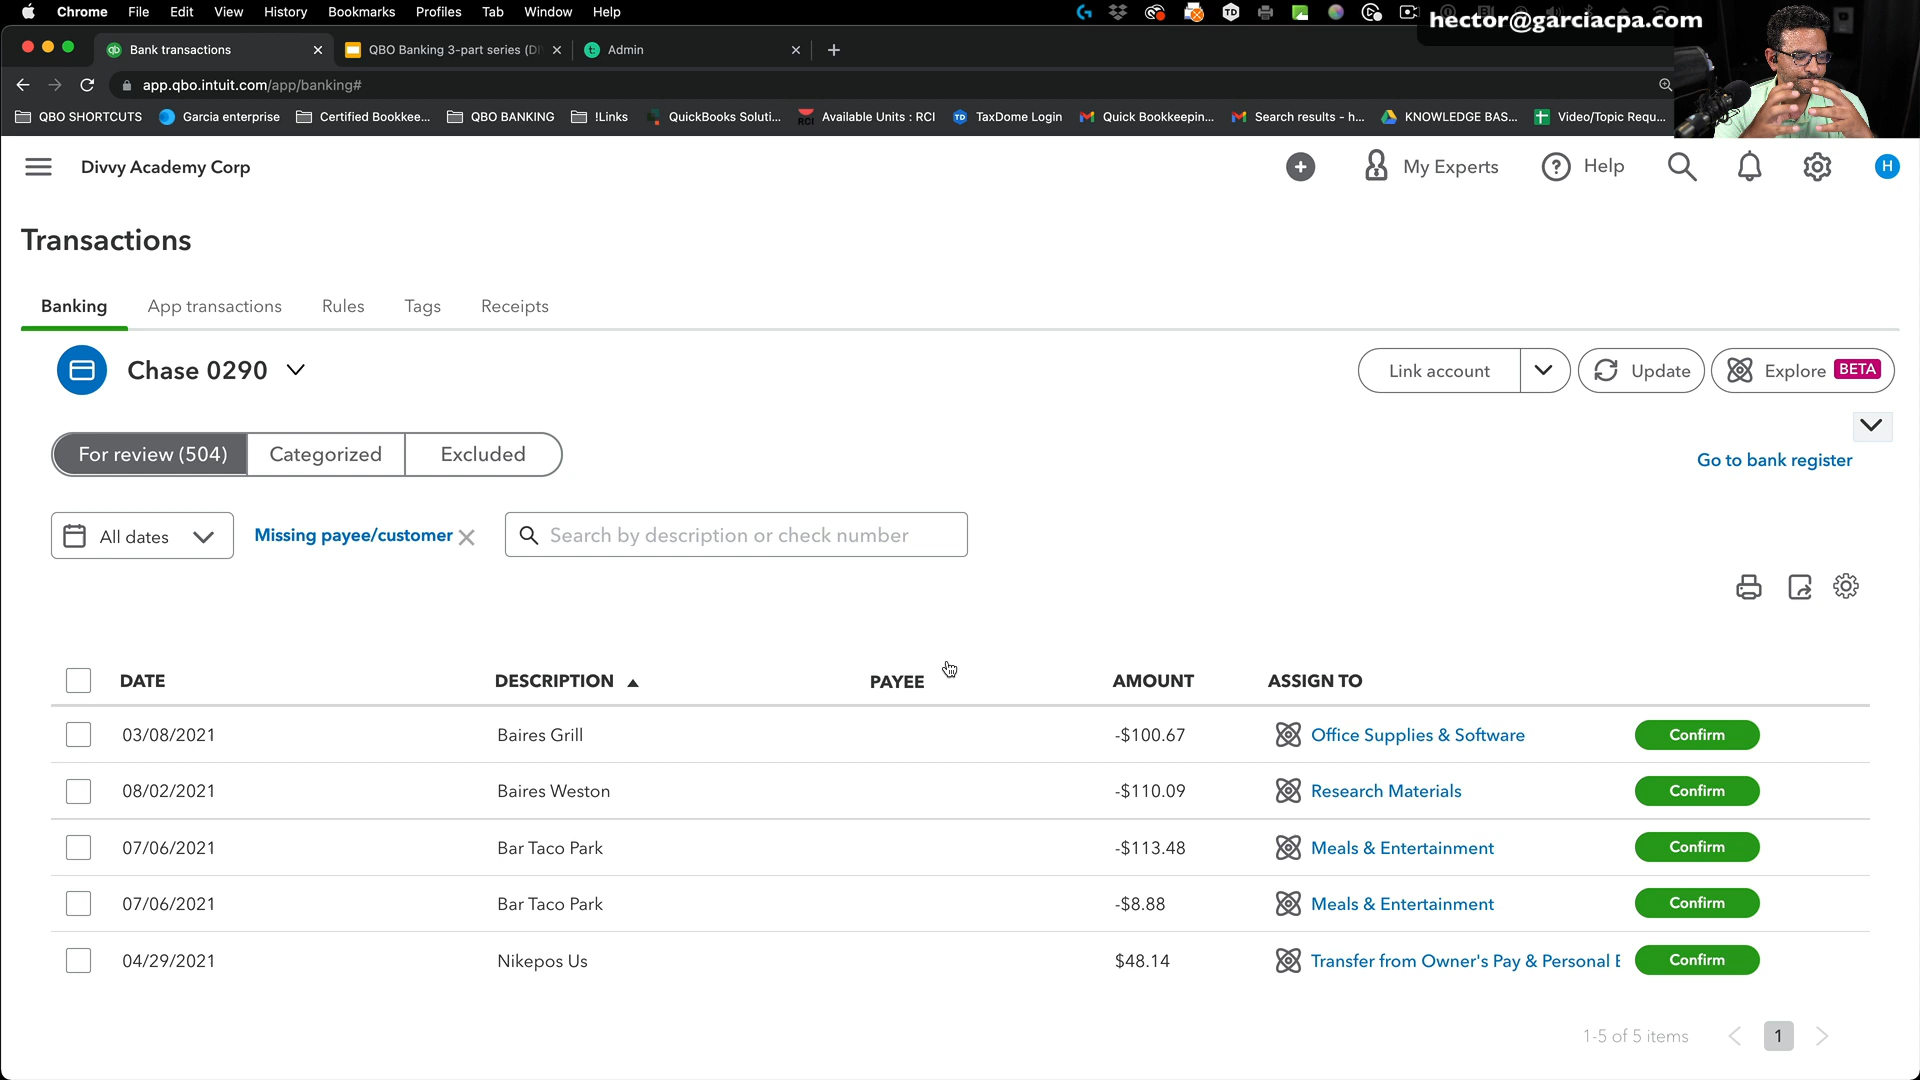 Chrome File Edit View History Bookmarks Profiles Tab Window Help
hector@garciacpa.com
Bank transactions
QBO Banking 3-part series (DI
Admin
app.qbo.intuit.com/app/banking#
QBO SHORTCUTS Garcia enterprise Certified Bookkee... QBO BANKING !Links QuickBooks Soluti... Available Units : RCI TaxDome Login Quick Bookkeepin... Search results - h... KNOWLEDGE BAS... Video/Topic Requ...
Divvy Academy Corp
My Experts Help H
Transactions
Banking App transactions Rules Tags Receipts
Chase 0290
Link account Update Explore BETA
For review (504) Categorized Excluded
Go to bank register
All dates Missing payee/customer Search by description or check number
DATE DESCRIPTION PAYEE AMOUNT ASSIGN TO
03/08/2021 Baires Grill -$100.67 Office Supplies & Software Confirm
08/02/2021 Baires Weston -$110.09 Research Materials Confirm
07/06/2021 Bar Taco Park -$113.48 Meals & Entertainment Confirm
07/06/2021 Bar Taco Park -$8.88 Meals & Entertainment Confirm
04/29/2021 Nikepos Us $48.14 Transfer from Owner's Pay & Personal E Confirm
1-5 of 5 items 1